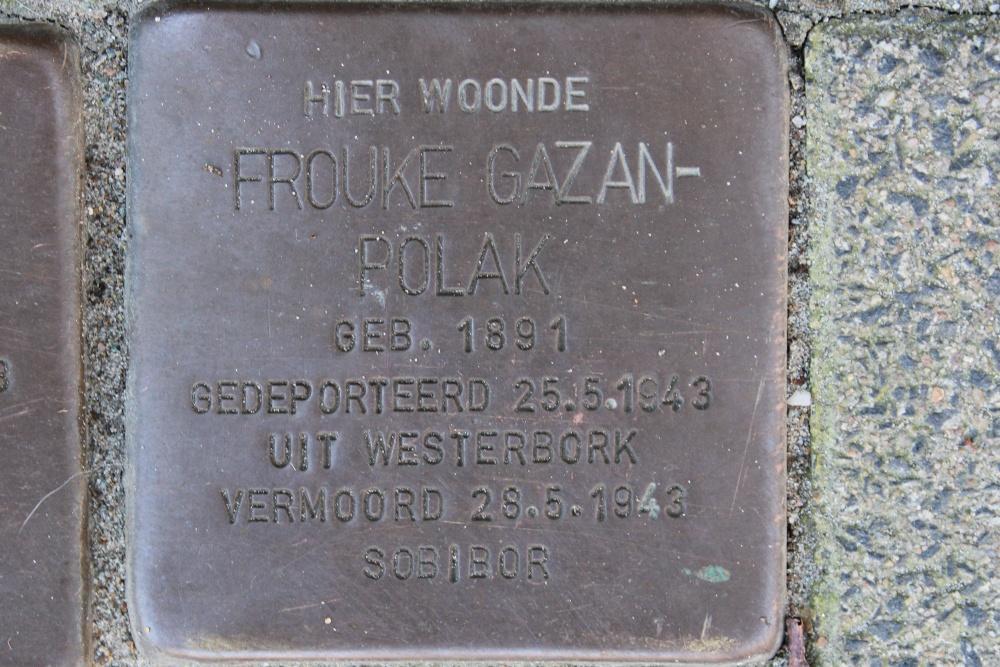 HIER WOONDE
FROUKE GAZAN-
POLAK
GEB. 1891
GEDEPORTEERD 25.5.1943
UIT WESTERBORK
VERMOORD 28.5.1943
SOBIBOR